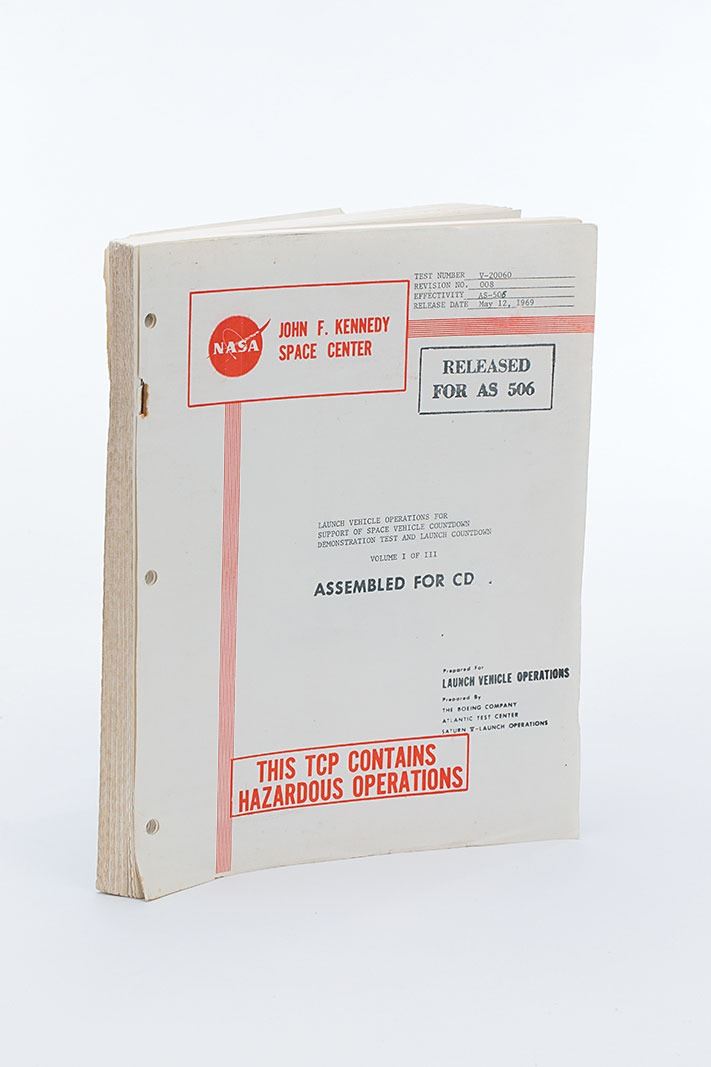 TEST NUMBER V-20060
REVISION NO. 008
EFFECTIVITY AS-506
RELEASE DATE May 12, 1969
NASA
JOHN F. KENNEDY
SPACE CENTER
RELEASED
FOR AS 506
LAUNCH VEHICLE OPERATIONS FOR
SUPPORT OF SPACE VEHICLE COUNTDOWN
DEMONSTRATION TEST AND LAUNCH COUNTDOWN
VOLUME I OF III
ASSEMBLED FOR CD .
Prepared For
LAUNCH VEHICLE OPERATIONS
Prepared By
THE BOEING COMPANY
ATLANTIC TEST CENTER
SATURN V-LAUNCH OPERATIONS
THIS TCP CONTAINS
HAZARDOUS OPERATIONS